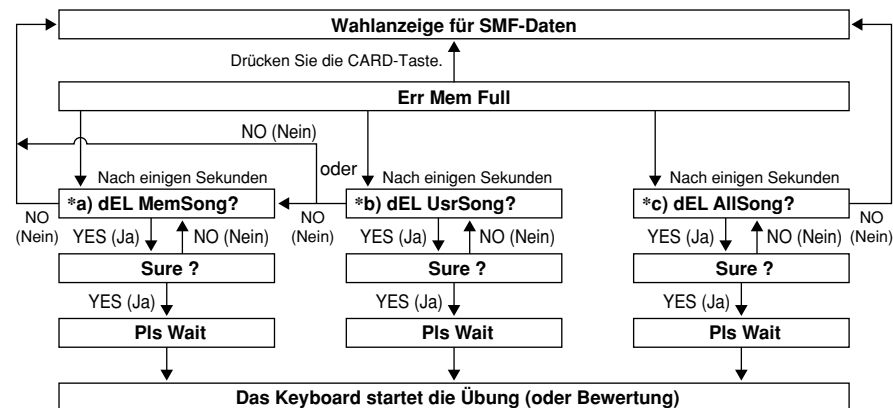 Wahlanzeige für SMF-Daten
Drücken Sie die CARD-Taste.
Err Mem Full
NO (Nein)
oder
Nach einigen Sekunden
Nach einigen Sekunden
Nach einigen Sekunden
*a) dEL MemSong?
*b) dEL UsrSong?
*c) dEL AllSong?
NO
(Nein)
YES (Ja)
NO (Nein)
NO
(Nein)
YES (Ja)
NO (Nein)
YES (Ja)
NO (Nein)
NO
(Nein)
Sure ?
Sure ?
Sure ?
YES (Ja)
YES (Ja)
YES (Ja)
Pls Wait
Pls Wait
Pls Wait
Das Keyboard startet die Übung (oder Bewertung)